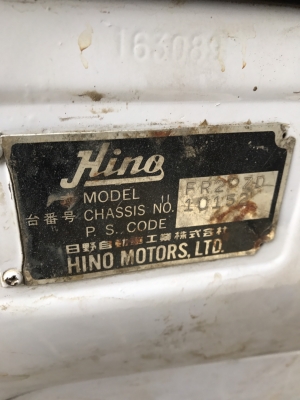 163089
Hino
MODEL
台番号 CHASSIS NO.
P. S. CODE
日野自動車工業株式会社
HINO MOTORS, LTD.